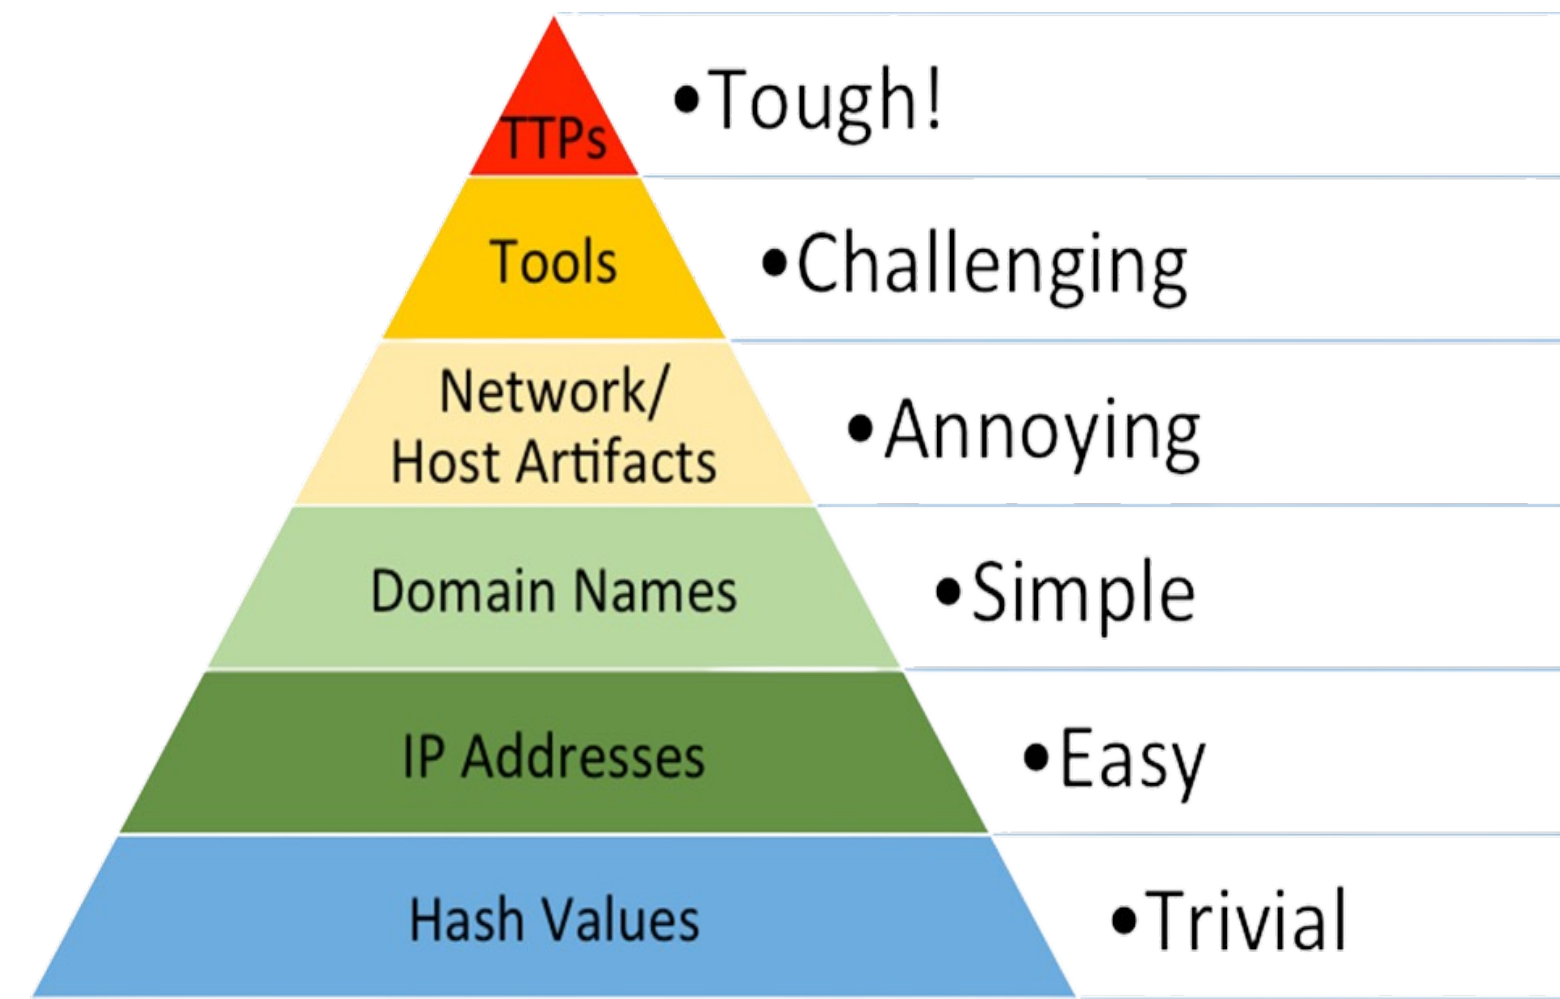 TTPs
•Tough!
Tools
•Challenging
Network/
Host Artifacts
•Annoying
Domain Names
•Simple
IP Addresses
•Easy
Hash Values
•Trivial